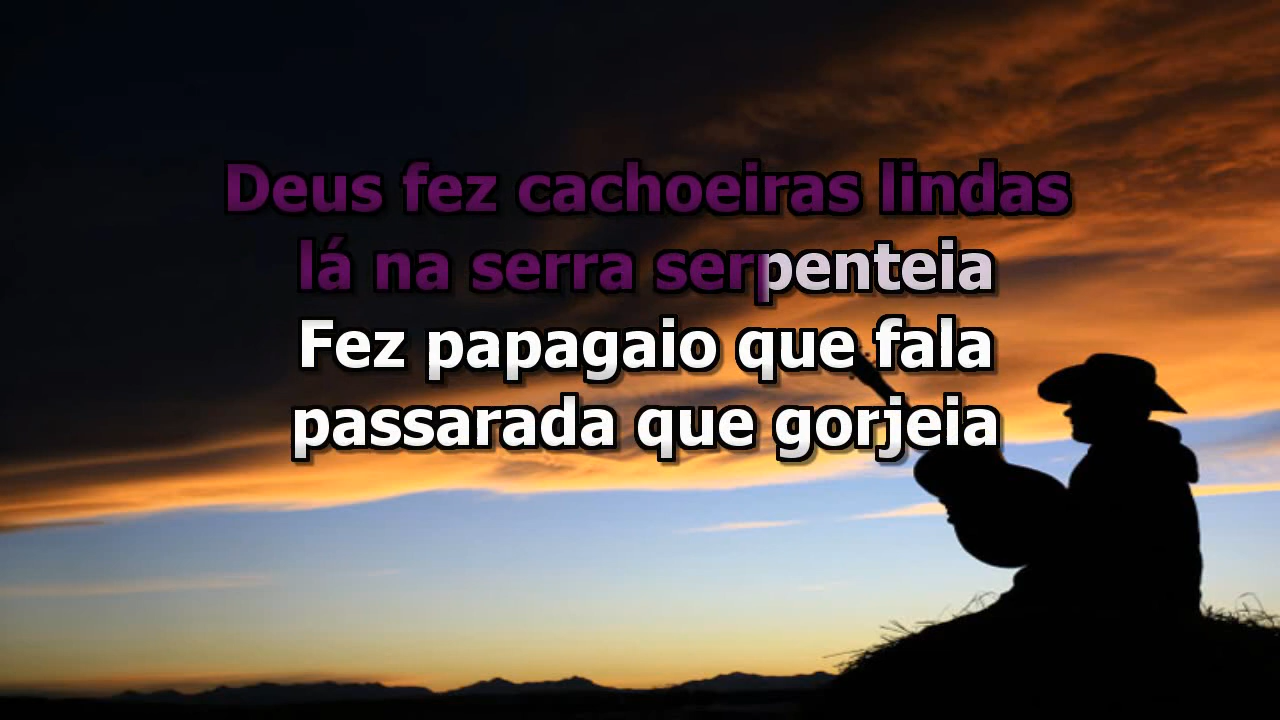 Deus fez cachoeiras lindas
lá na serra serpenteia
Fez papagaio que fala
passarada que gorjeia